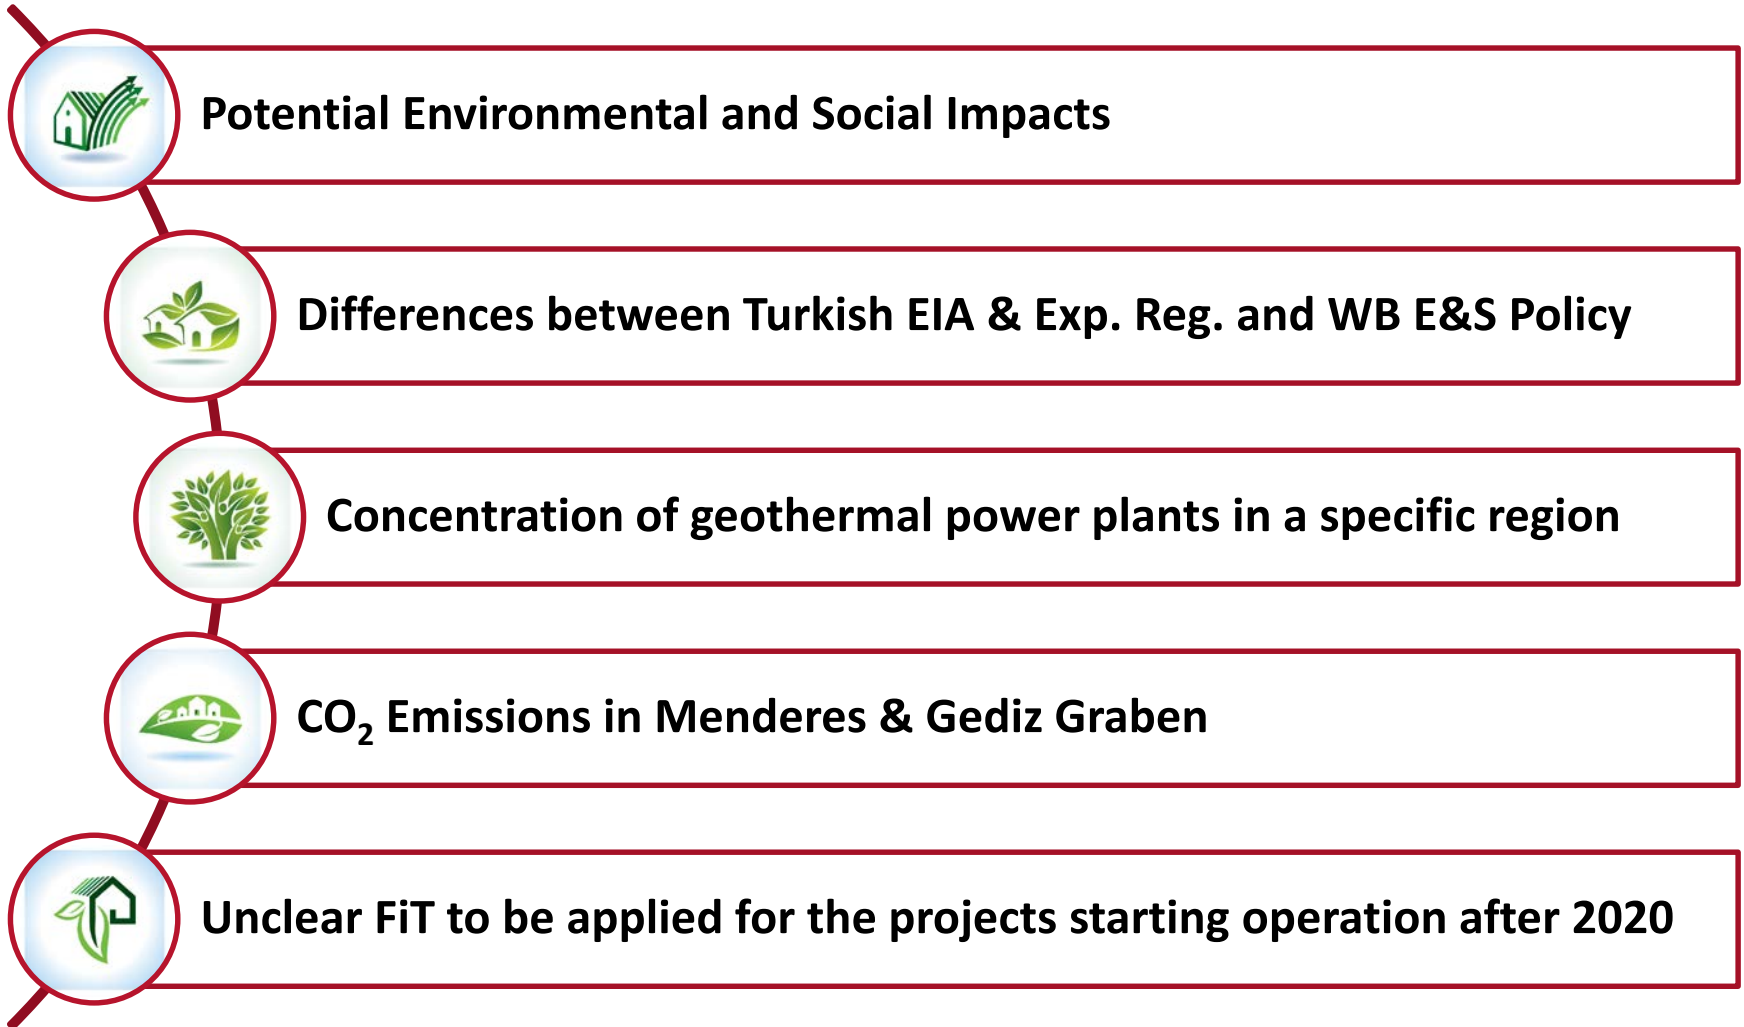 Potential Environmental and Social Impacts
Differences between Turkish EIA & Exp. Reg. and WB E&S Policy
Concentration of geothermal power plants in a specific region
CO₂ Emissions in Menderes & Gediz Graben
Unclear FiT to be applied for the projects starting operation after 2020